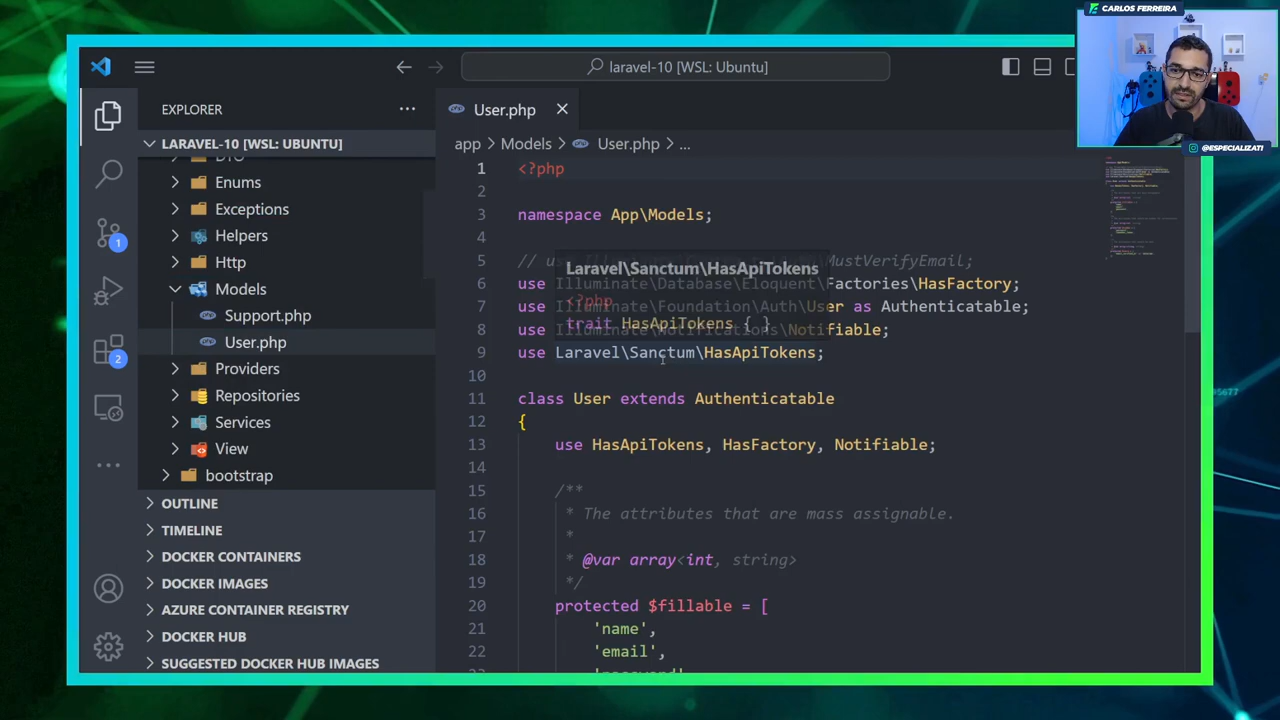 CARLOS FERREIRA
@ESPECIALIZATI
laravel-10 [WSL: Ubuntu]
EXPLORER
LARAVEL-10 [WSL: UBUNTU]
DTO
Enums
Exceptions
Helpers
Http
Models
Support.php
User.php
Providers
Repositories
Services
View
bootstrap
OUTLINE
TIMELINE
DOCKER CONTAINERS
DOCKER IMAGES
AZURE CONTAINER REGISTRY
DOCKER HUB
SUGGESTED DOCKER HUB IMAGES
1
2
User.php
app > Models > User.php > ...
1 <?php
2
3 namespace App\Models;
4
5 // use MustVerifyEmail;
6 use Illuminate\Database\Eloquent\Factories\HasFactory;
7 use Illuminate\Foundation\Auth\User as Authenticatable;
8 use Illuminate\Notifications\Notifiable;
9 use Laravel\Sanctum\HasApiTokens;
10
11 class User extends Authenticatable
12 {
13 use HasApiTokens, HasFactory, Notifiable;
14
15 /**
16 * The attributes that are mass assignable.
17 *
18 * @var array<int, string>
19 */
20 protected $fillable = [
21 'name',
22 'email',
Laravel\Sanctum\HasApiTokens
<?php
trait HasApiTokens { }